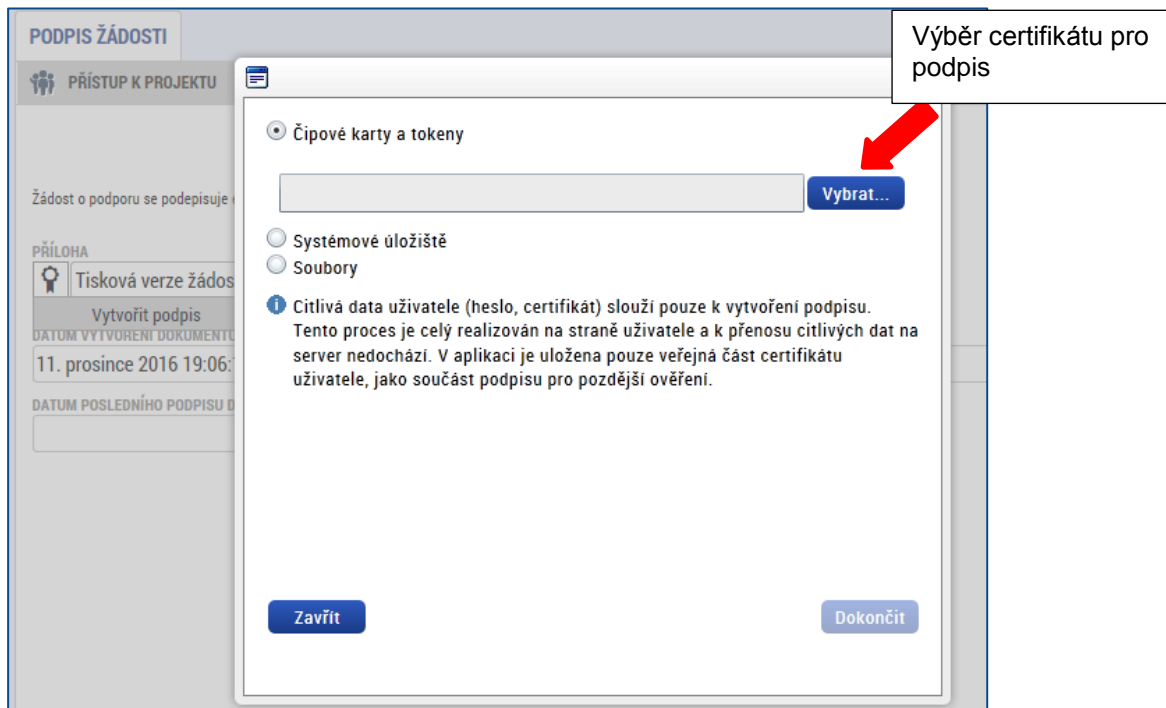 PODPIS ŽÁDOSTI
Výběr certifikátu pro
podpis
PŘÍSTUP K PROJEKTU
Čipové karty a tokeny
Vybrat...
Žádost o podporu se podepisuje
Systémové úložiště
PŘÍLOHA
Soubory
Tisková verze žádos
Vytvořit podpis
Citlivá data uživatele (heslo, certifikát) slouží pouze k vytvoření podpisu.
Tento proces je celý realizován na straně uživatele a k přenosu citlivých dat na
server nedochází. V aplikaci je uložena pouze veřejná část certifikátu
uživatele, jako součást podpisu pro pozdější ověření.
DATUM VYTVOŘENÍ DOKUMENTU
11. prosince 2016 19:06:
DATUM POSLEDNÍHO PODPISU D
Zavřít
Dokončit